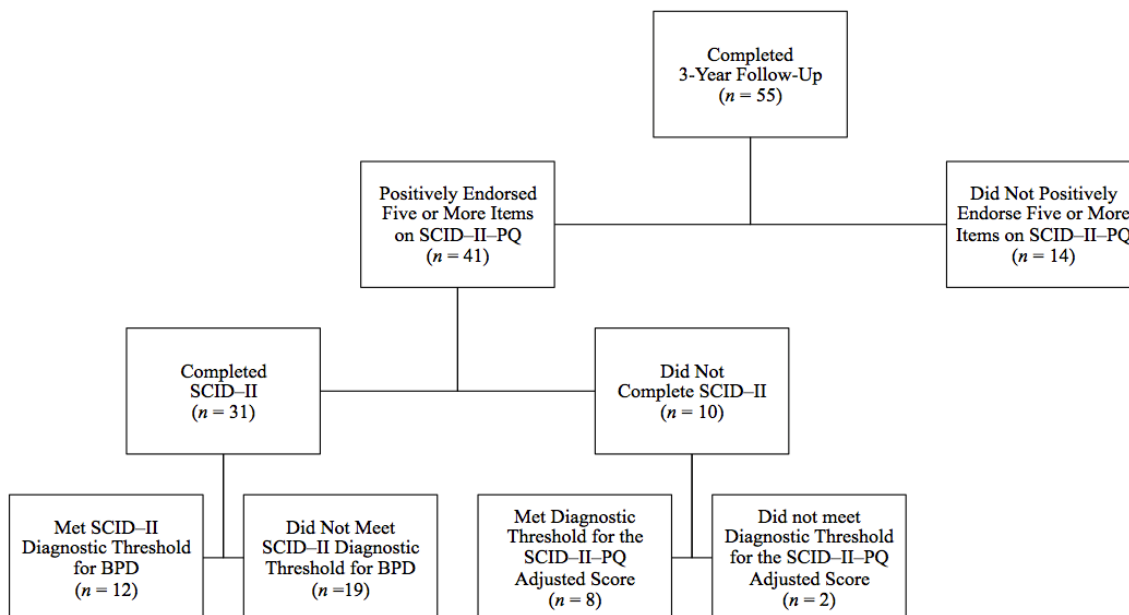 Completed
3-Year Follow-Up
(n = 55)
Positively Endorsed
Five or More Items
on SCID–II–PQ
(n = 41)
Did Not Positively
Endorse Five or More
Items on SCID–II–PQ
(n = 14)
Completed
SCID–II
(n = 31)
Did Not
Complete SCID–II
(n = 10)
Met SCID–II
Diagnostic Threshold
for BPD
(n = 12)
Did Not Meet
SCID–II Diagnostic
Threshold for BPD
(n =19)
Met Diagnostic
Threshold for the
SCID–II–PQ
Adjusted Score
(n = 8)
Did not meet
Diagnostic Threshold
for the SCID–II–PQ
Adjusted Score
(n = 2)